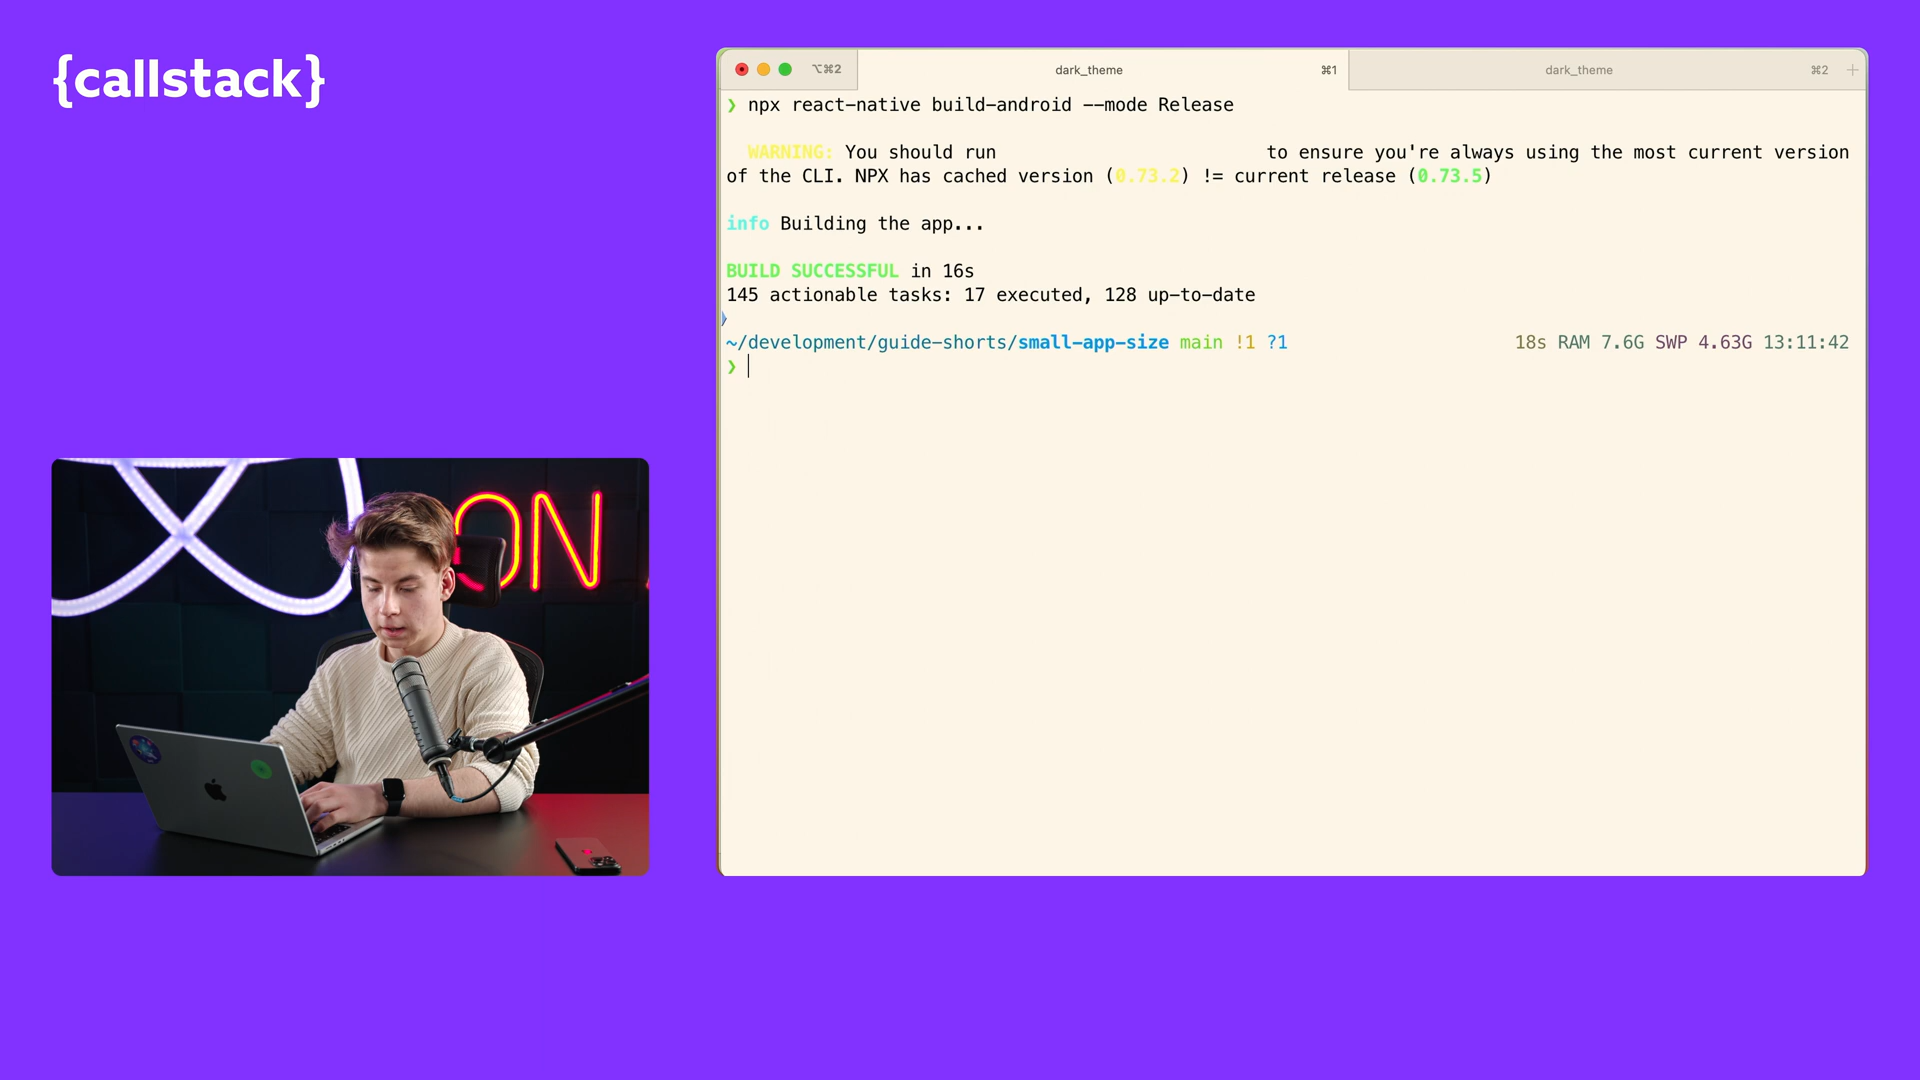 {callstack}
⌥⌘2
dark_theme
⌘1
dark_theme
⌘2
❯ npx react-native build-android --mode Release
WARNING: You should run to ensure you're always using the most current version
of the CLI. NPX has cached version (0.73.2) != current release (0.73.5)
info Building the app...
BUILD SUCCESSFUL in 16s
145 actionable tasks: 17 executed, 128 up-to-date
~/development/guide-shorts/small-app-size main !1 ?1 18s RAM 7.6G SWP 4.63G 13:11:42
❯
ON